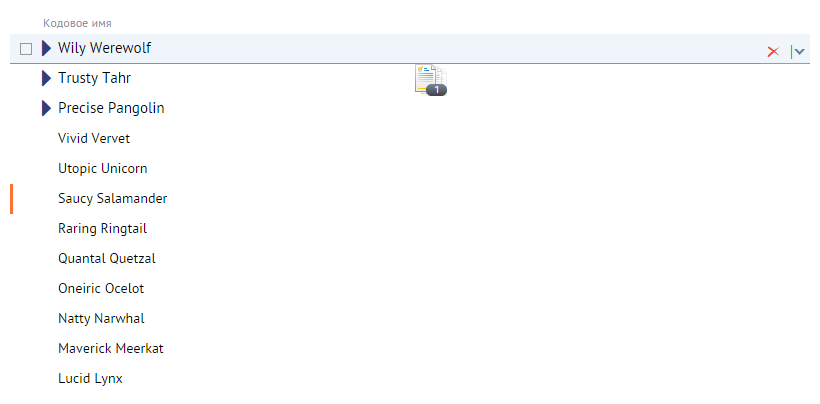 Кодовое имя
Wily Werewolf
Trusty Tahr
1
Precise Pangolin
Vivid Vervet
Utopic Unicorn
Saucy Salamander
Raring Ringtail
Quantal Quetzal
Oneiric Ocelot
Natty Narwhal
Maverick Meerkat
Lucid Lynx